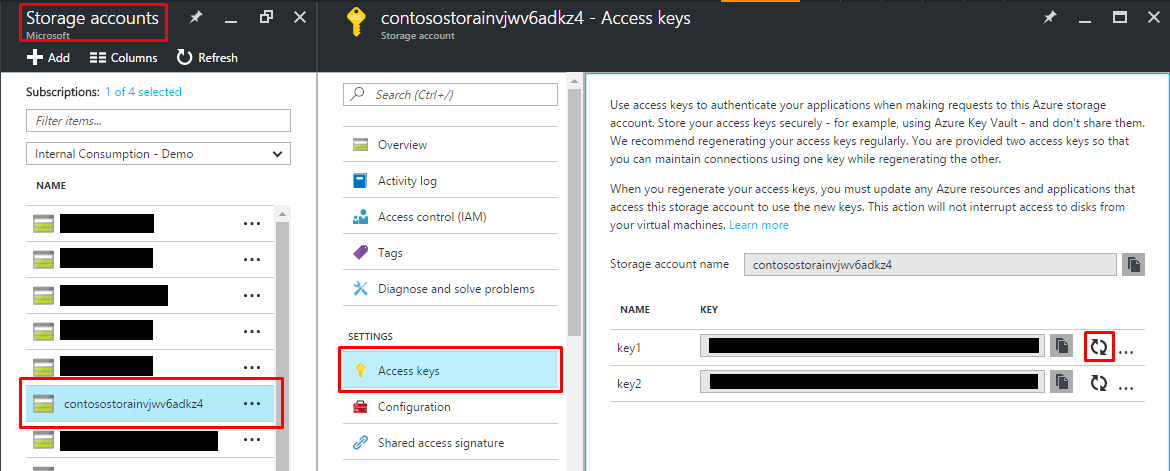 Storage accounts
Microsoft
Add
Columns
Refresh
Subscriptions: 1 of 4 selected
Filter items...
Internal Consumption - Demo
NAME
...
...
...
...
...
contosostorainvjwv6adkz4 ...
...
contosostorainvjwv6adkz4 - Access keys
Storage account
Search (Ctrl+/)
Overview
Activity log
Access control (IAM)
Tags
Diagnose and solve problems
SETTINGS
Access keys
Configuration
Shared access signature
Use access keys to authenticate your applications when making requests to this Azure storage
account. Store your access keys securely - for example, using Azure Key Vault - and don't share them.
We recommend regenerating your access keys regularly. You are provided two access keys so that
you can maintain connections using one key while regenerating the other.
When you regenerate your access keys, you must update any Azure resources and applications that
access this storage account to use the new keys. This action will not interrupt access to disks from
your virtual machines. Learn more
Storage account name contosostorainvjwv6adkz4
NAME KEY
key1 ...
key2 ...